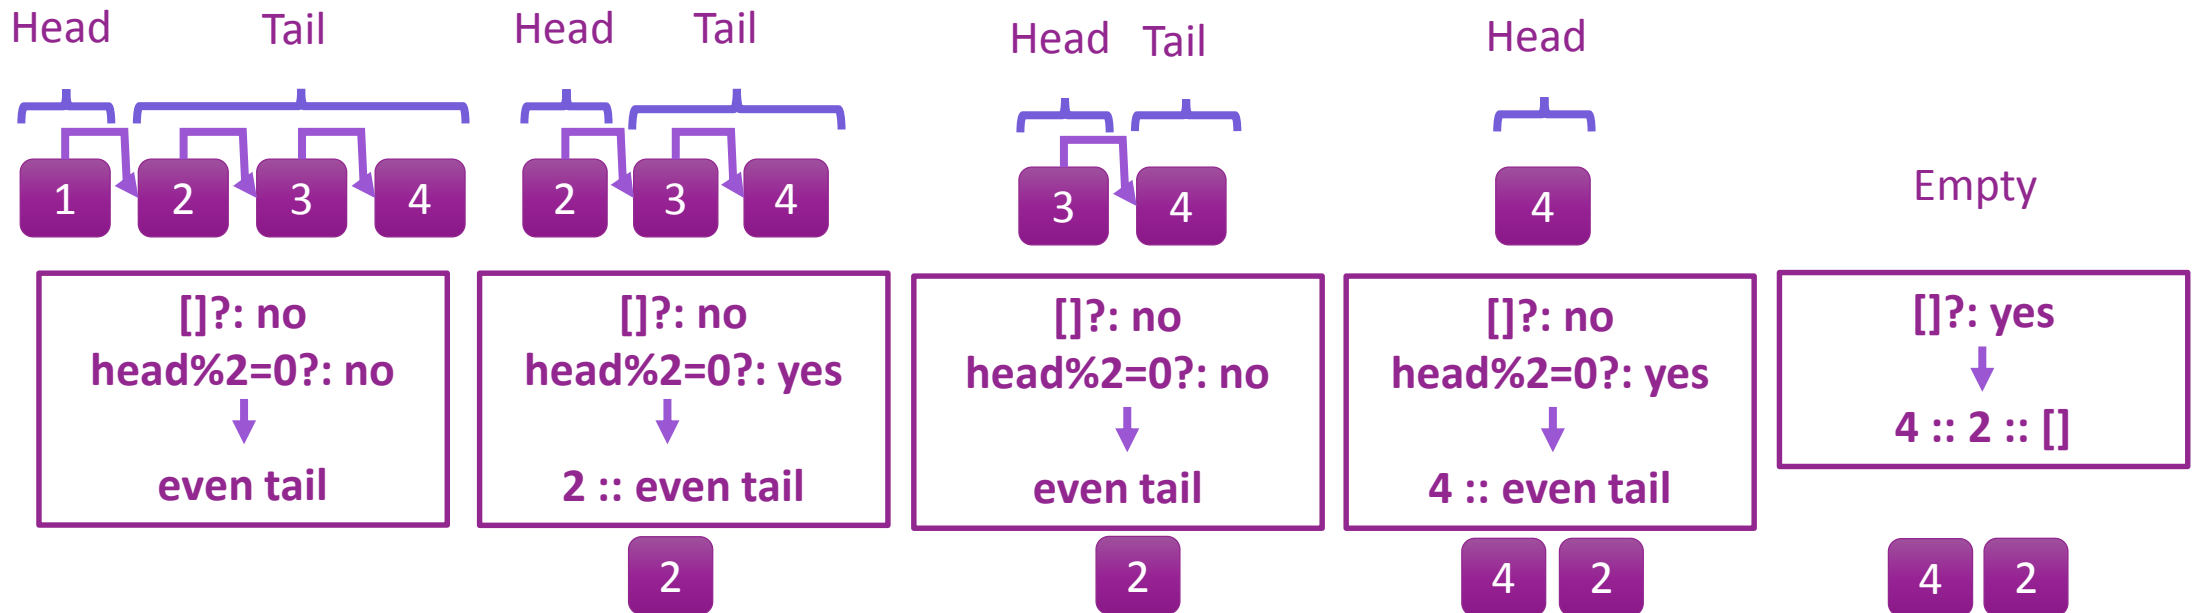 Head Tail
1 2 3 4
[]?: no
head%2=0?: no
even tail
Head Tail
2 3 4
[]?: no
head%2=0?: yes
2 :: even tail
2
Head Tail
3 4
[]?: no
head%2=0?: no
even tail
2
Head
4
[]?: no
head%2=0?: yes
4 :: even tail
4 2
Empty
[]?: yes
4 :: 2 :: []
4 2